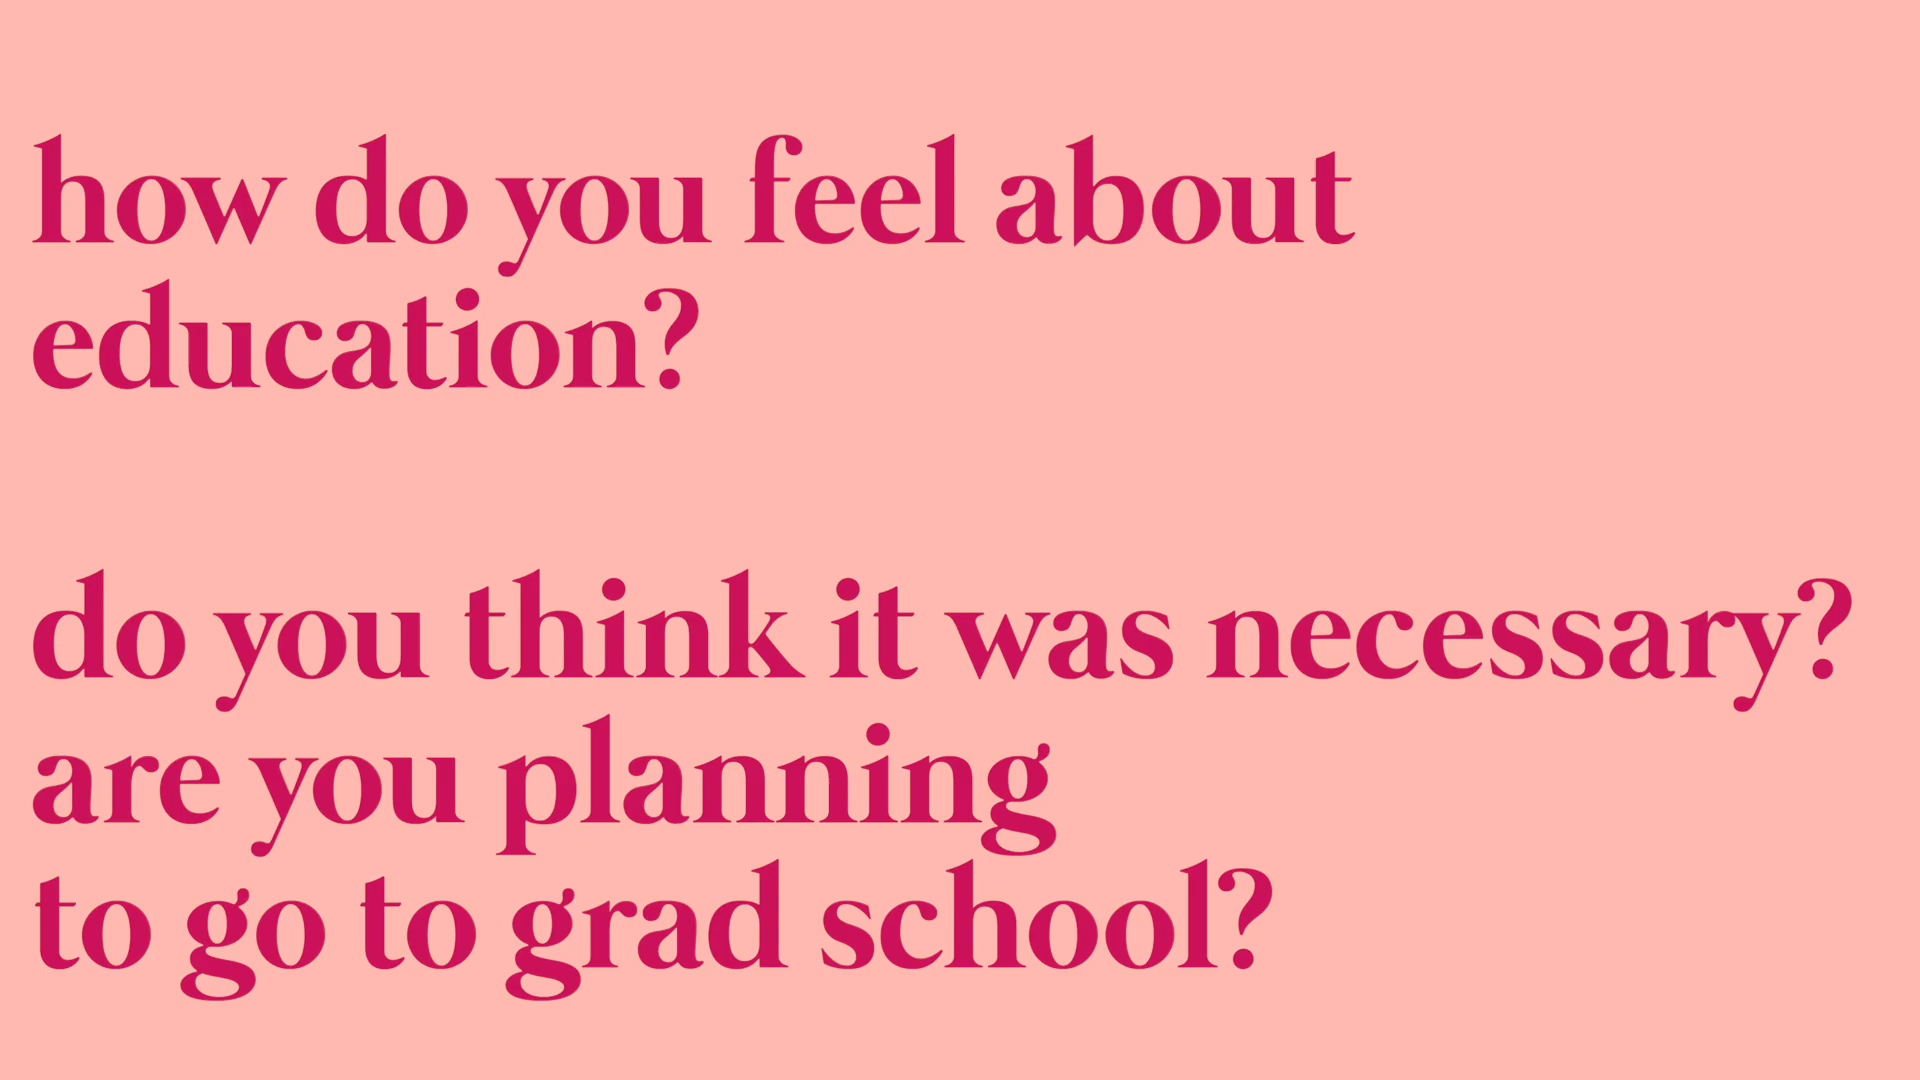 how do you feel about
education?
do you think it was necessary?
are you planning
to go to grad school?